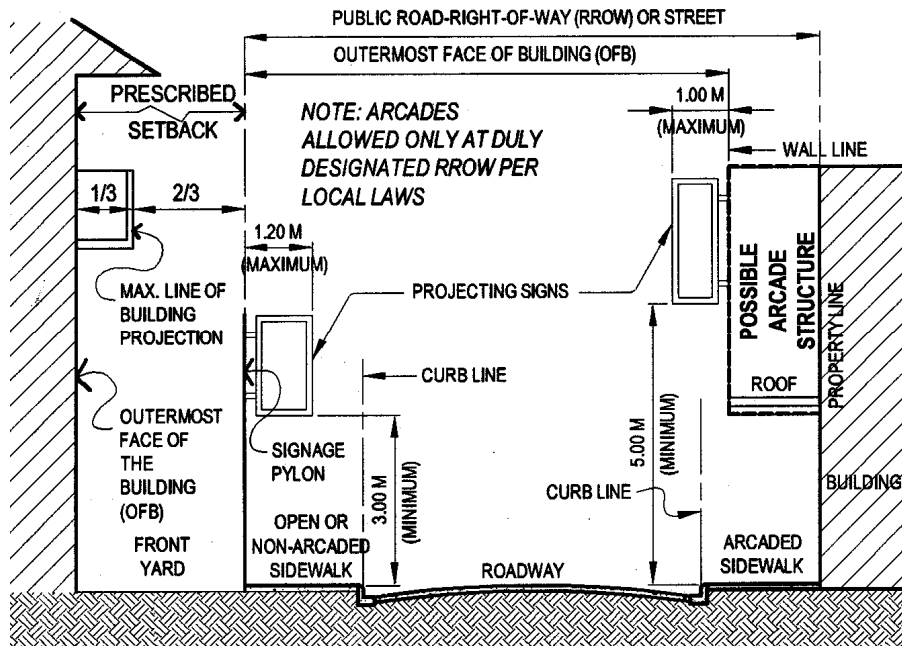 PUBLIC ROAD-RIGHT-OF-WAY (RROW) OR STREET
OUTERMOST FACE OF BUILDING (OFB)
PRESCRIBED
SETBACK
NOTE: ARCADES
ALLOWED ONLY AT DULY
DESIGNATED RROW PER
LOCAL LAWS
1.00 M
(MAXIMUM)
WALL LINE
1/3
2/3
1.20 M
(MAXIMUM)
MAX. LINE OF
BUILDING
PROJECTION
PROJECTING SIGNS
POSSIBLE
ARCADE
STRUCTURE
PROPERTY LINE
ROOF
CURB LINE
OUTERMOST
FACE OF
THE
BUILDING
(OFB)
SIGNAGE
PYLON
3.00 M
(MINIMUM)
5.00 M
(MINIMUM)
CURB LINE
BUILDING
FRONT
YARD
OPEN OR
NON-ARCADED
SIDEWALK
ROADWAY
ARCADED
SIDEWALK